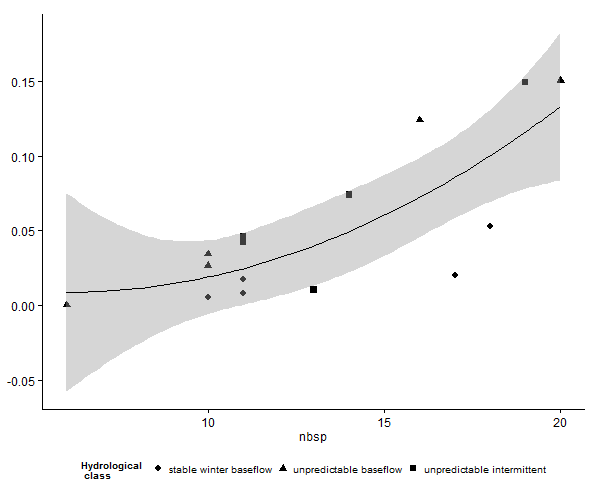 0.15
0.10
0.05
0.00
-0.05
10
15
20
nbsp
Hydrological
class
stable winter baseflow
unpredictable baseflow
unpredictable intermittent